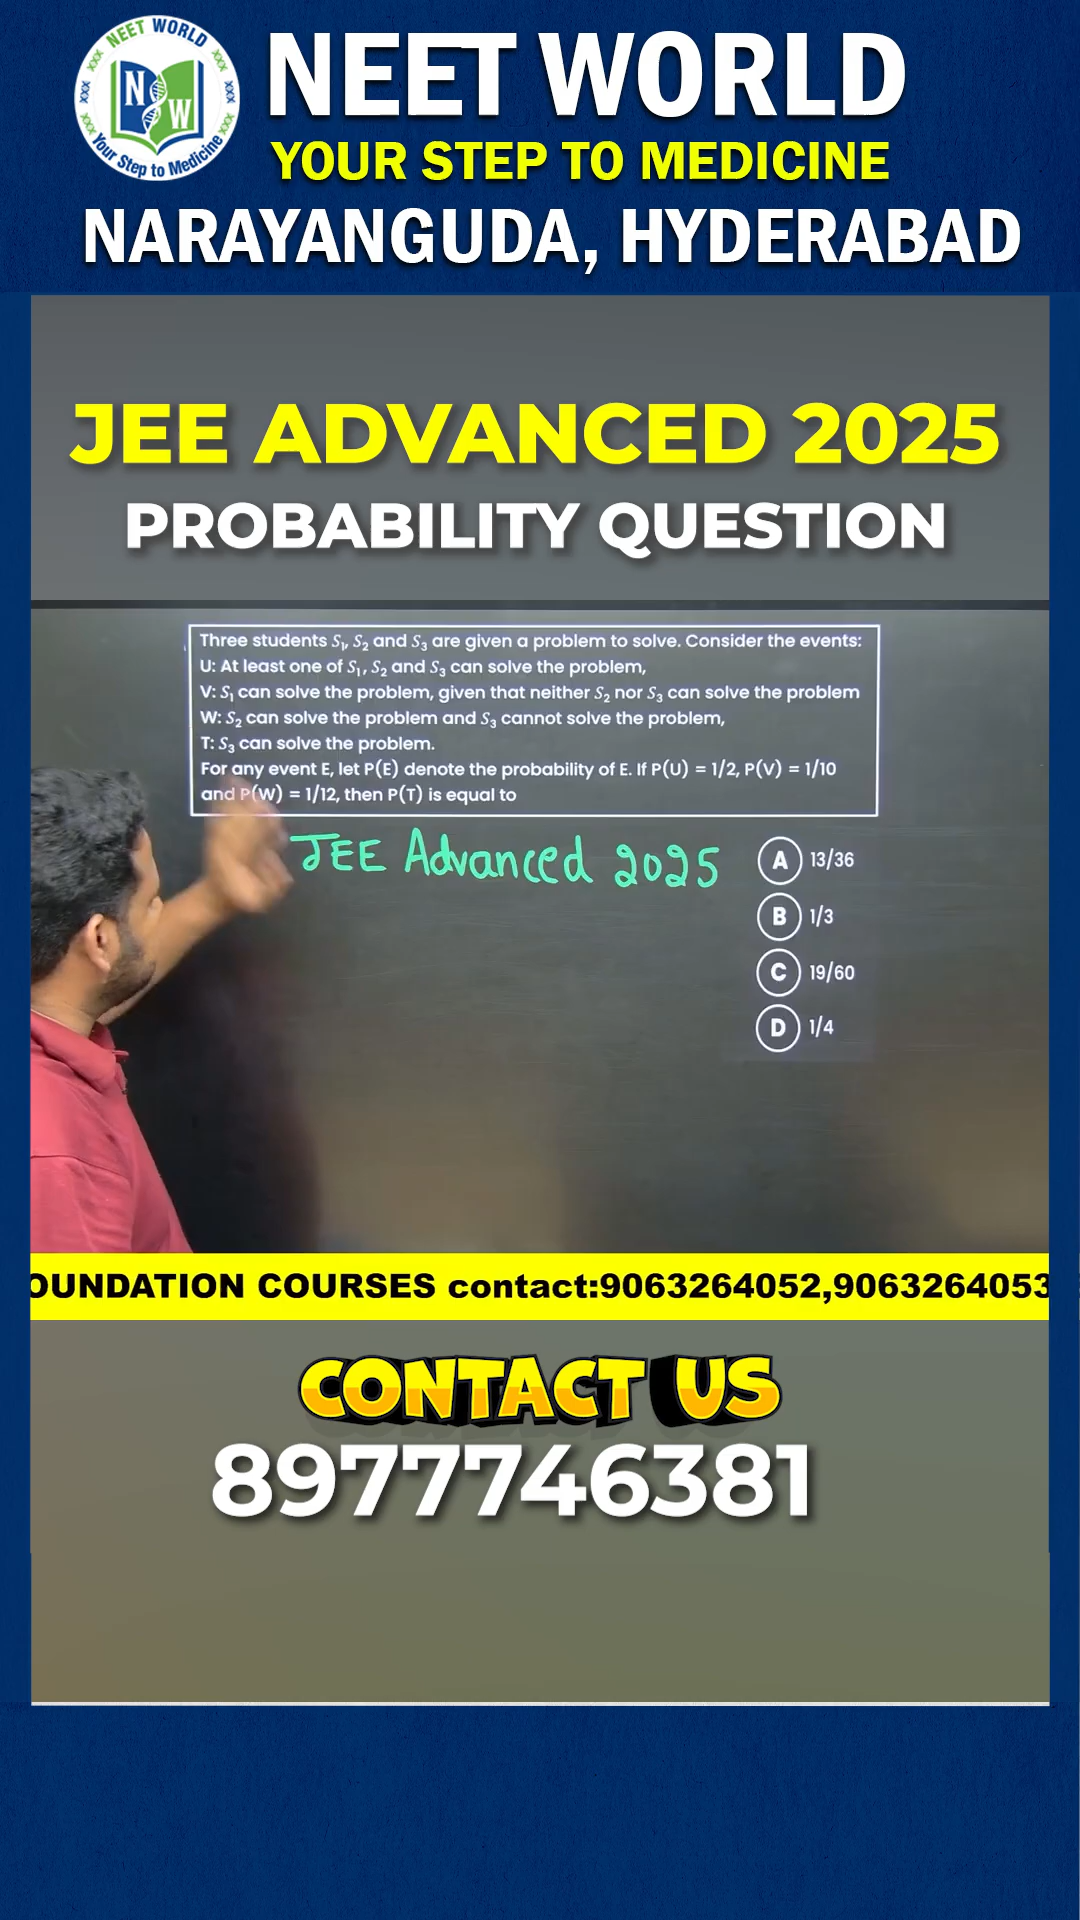 NEET WORLD
N W
Your Step to Medicine
NEET WORLD
YOUR STEP TO MEDICINE
NARAYANGUDA, HYDERABAD
JEE ADVANCED 2025
PROBABILITY QUESTION
Three students S₁, S₂ and S₃ are given a problem to solve. Consider the events:
U: At least one of S₁, S₂ and S₃ can solve the problem,
V: S₁ can solve the problem, given that neither S₂ nor S₃ can solve the problem
W: S₂ can solve the problem and S₃ cannot solve the problem,
T: S₃ can solve the problem.
For any event E, let P(E) denote the probability of E. If P(U) = 1/2, P(V) = 1/10
and P(W) = 1/12, then P(T) is equal to
JEE Advanced 2025
A 13/36
B 1/3
C 19/60
D 1/4
OUNDATION COURSES contact:9063264052,9063264053
CONTACT US
8977746381